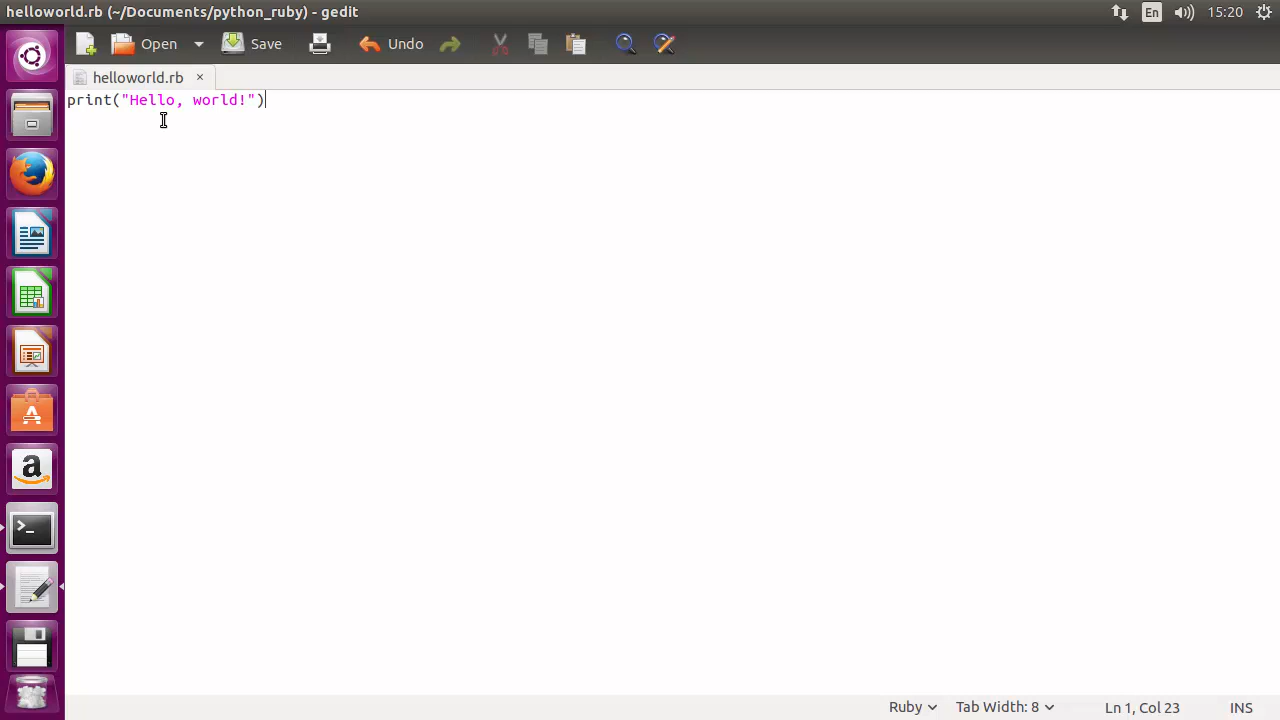 helloworld.rb (~/Documents/python_ruby) - gedit
En
15:20
Open
Save
Undo
helloworld.rb ×
print("Hello, world!")
Ruby
Tab Width: 8
Ln 1, Col 23
INS